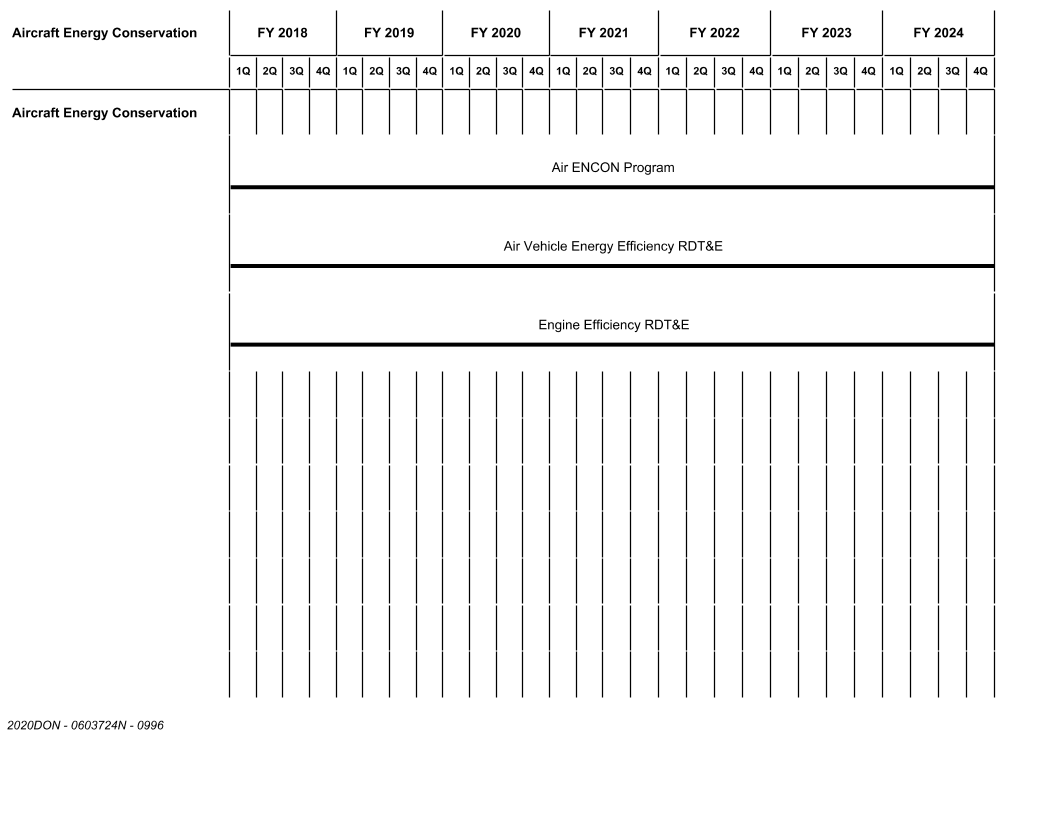 Aircraft Energy Conservation FY 2018 FY 2019 FY 2020 FY 2021 FY 2022 FY 2023 FY 2024
1Q 2Q 3Q 4Q 1Q 2Q 3Q 4Q 1Q 2Q 3Q 4Q 1Q 2Q 3Q 4Q 1Q 2Q 3Q 4Q 1Q 2Q 3Q 4Q 1Q 2Q 3Q 4Q
Aircraft Energy Conservation
Air ENCON Program
Air Vehicle Energy Efficiency RDT&E
Engine Efficiency RDT&E
2020DON - 0603724N - 0996